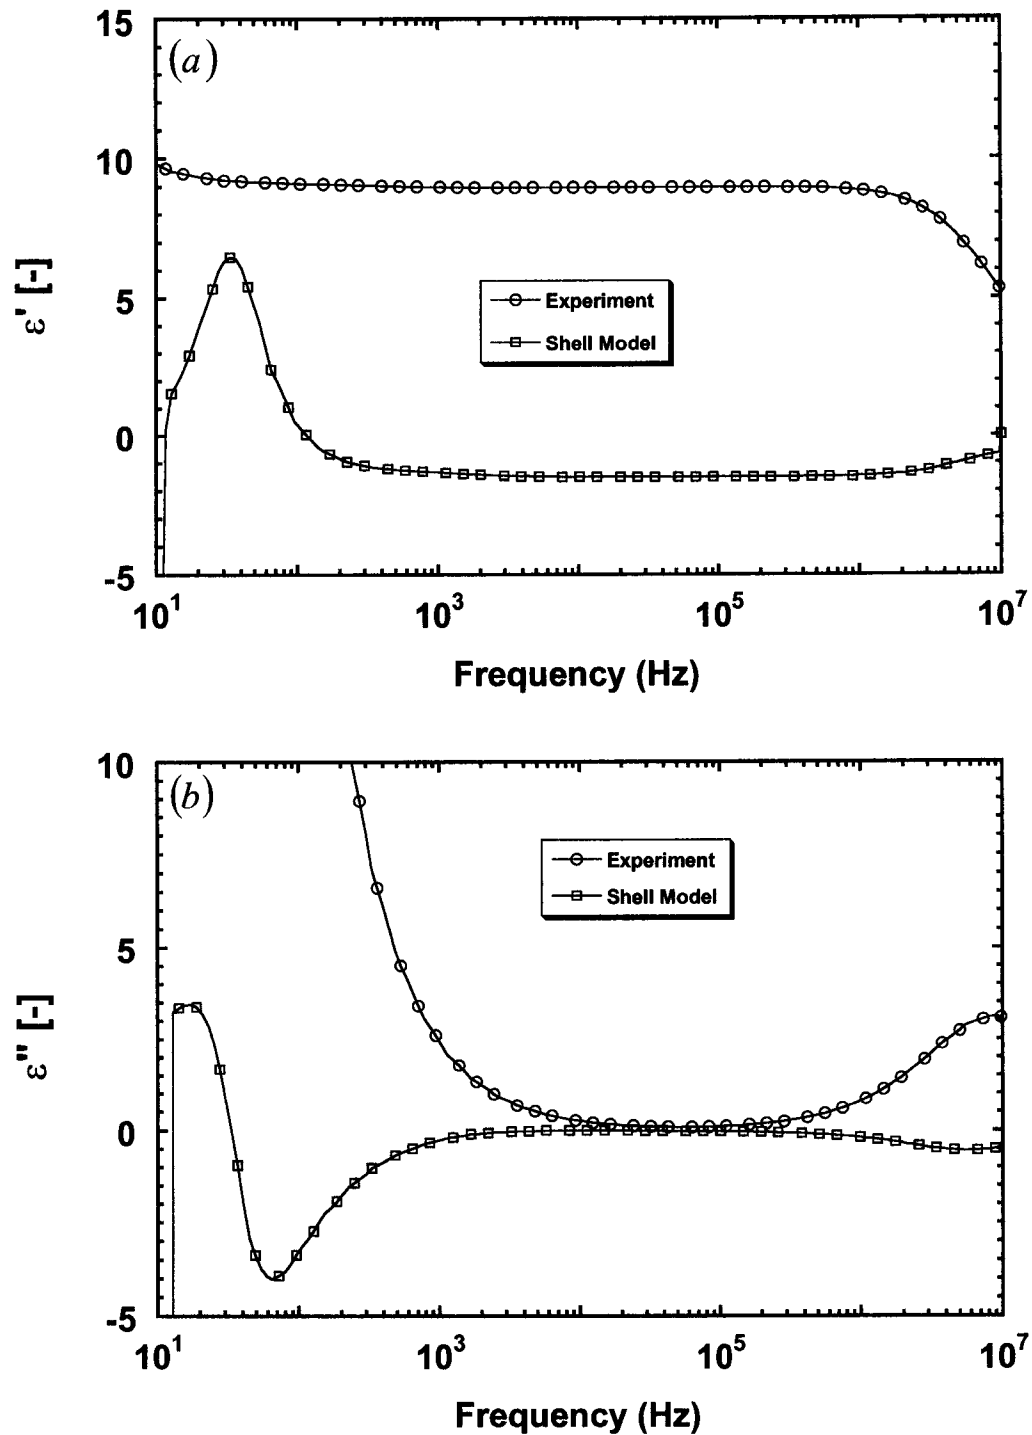 (a)
15
10
5
0
-5
ε' [-]
Experiment
Shell Model
10¹ 10³ 10⁵ 10⁷
Frequency (Hz)
(b)
10
5
0
-5
ε" [-]
Experiment
Shell Model
10¹ 10³ 10⁵ 10⁷
Frequency (Hz)